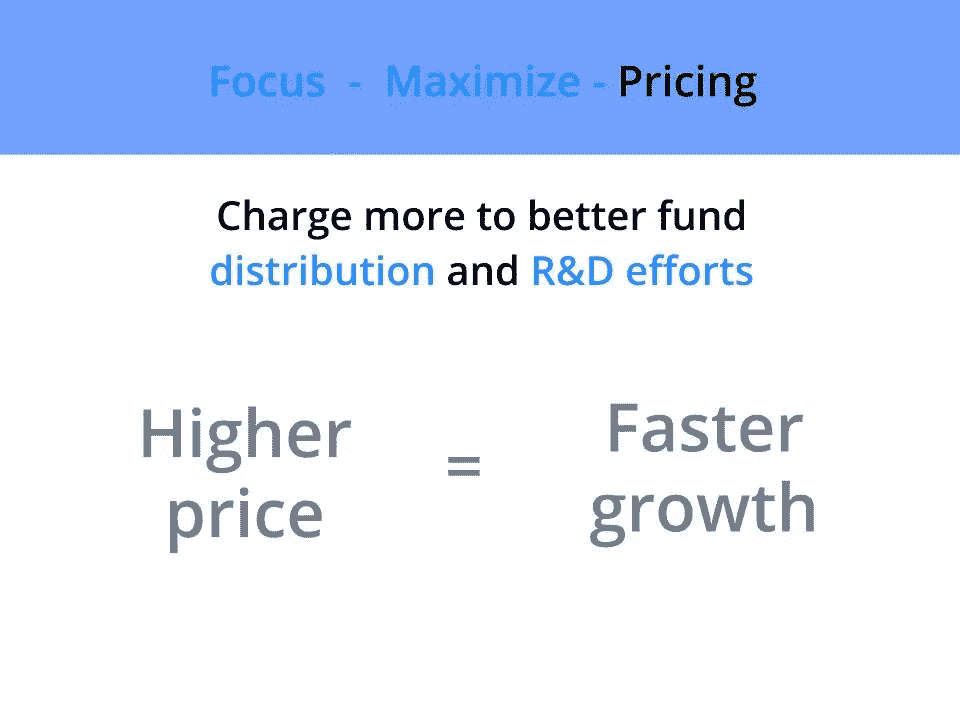 Focus - Maximize - Pricing
Charge more to better fund
distribution and R&D efforts
Higher
price
=
Faster
growth